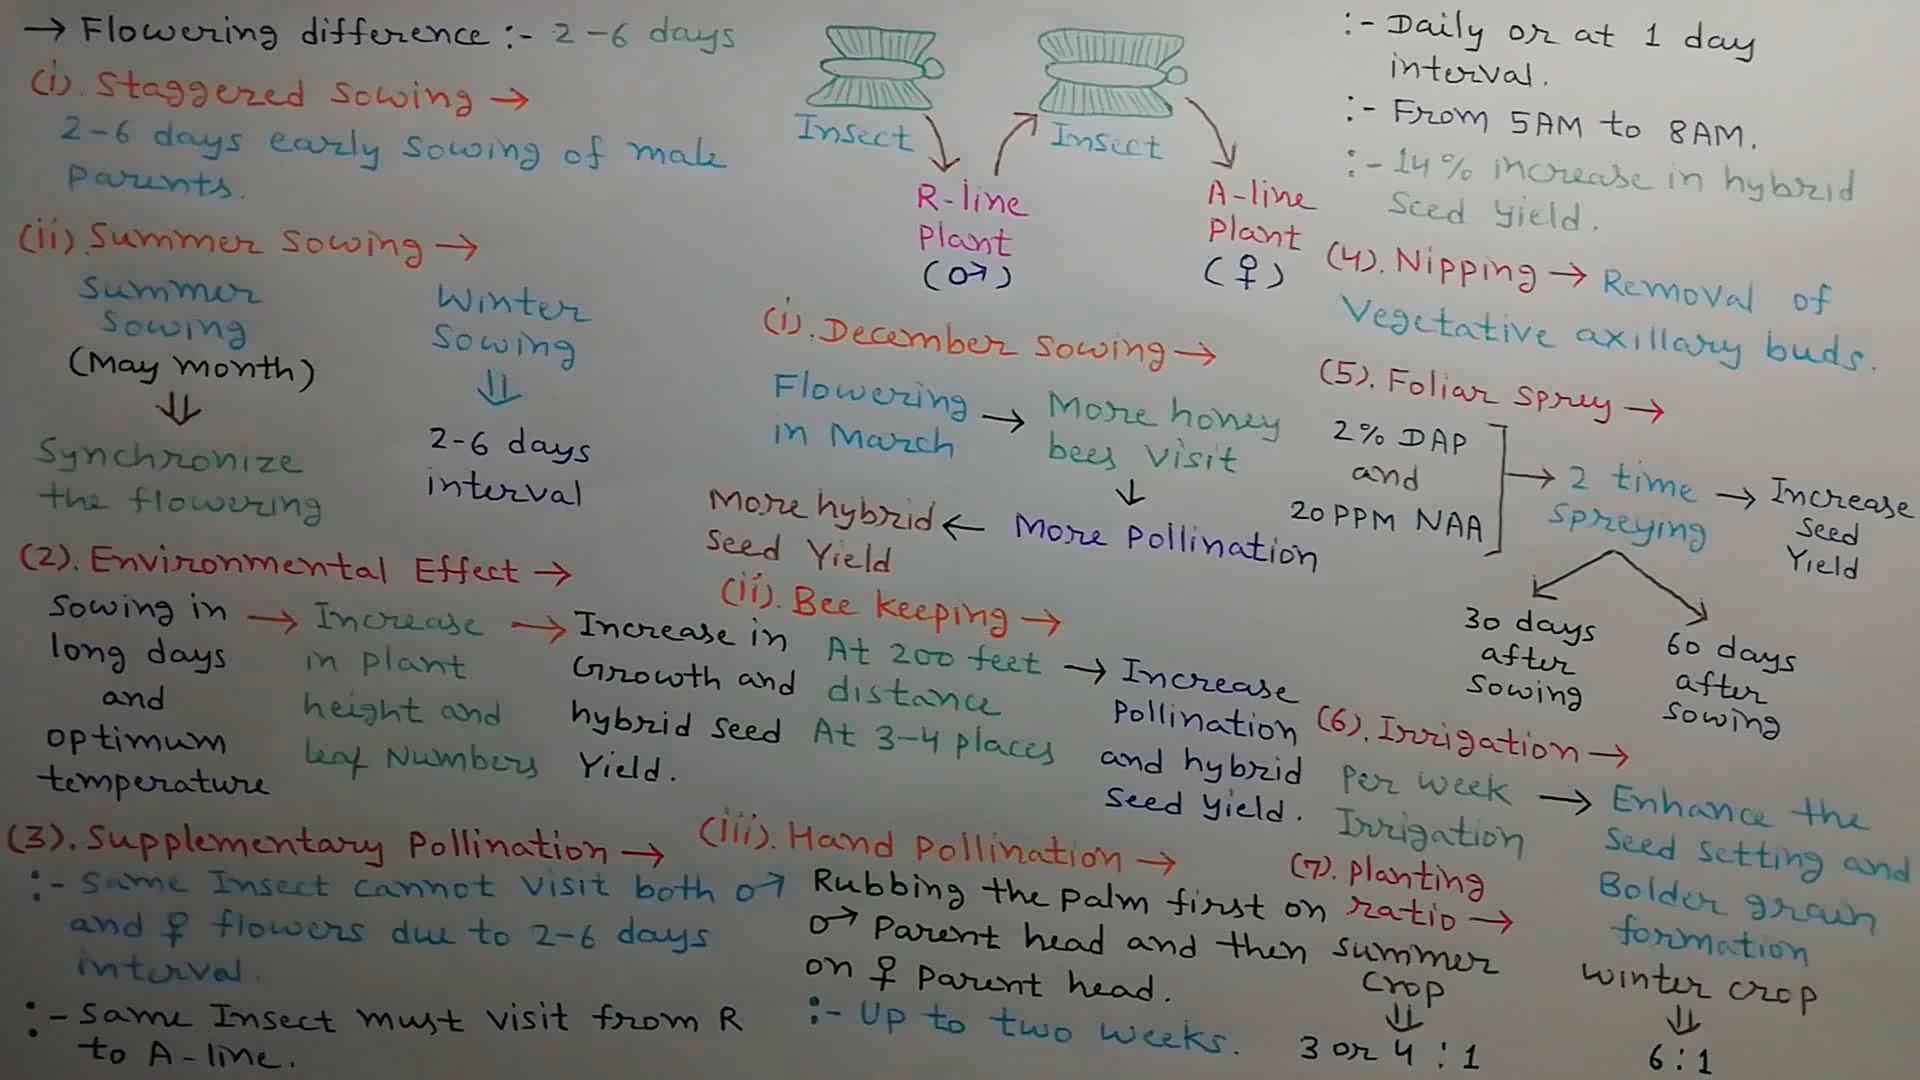 → Flowering difference :- 2-6 days
(i). Staggered sowing →
2-6 days early sowing of male
parents.
(ii). Summer sowing →
Summer
sowing
(May month)
⇓
Synchronize
the flowering
Winter
sowing
⇓
2-6 days
interval
(2). Environmental Effect →
sowing in
long days
and
optimum
temperature
→ Increase
in plant
height and
leaf Numbers
→ Increase in
Growth and
hybrid seed
Yield.
(3). Supplementary Pollination →
:- same Insect cannot visit both ♂
and ♀ flowers due to 2-6 days
interval.
:- same Insect must visit from R
to A-line.
Insect
R-line
Plant
(♂)
Insect
A-line
Plant
(♀)
(i). December sowing →
Flowering
in March
→ More honey
bees visit
↓
More Pollination
← More hybrid
seed Yield
(ii). Bee keeping →
At 200 feet
distance
At 3-4 places
→ Increase
Pollination
and hybrid
seed yield.
(iii). Hand Pollination →
Rubbing the palm first on
♂ Parent head and then
on ♀ Parent head.
:- Up to two weeks.
:- Daily or at 1 day
interval.
:- From 5AM to 8AM.
:- 14% increase in hybrid
seed yield.
(4). Nipping → Removal of
Vegetative axillary buds.
(5). Foliar sprey →
2% DAP
and
20 PPM NAA
→ 2 time
spreying
→ Increase
seed
Yield
30 days
after
sowing
60 days
after
sowing
(6). Irrigation →
Per week
Irrigation
→ Enhance the
seed setting and
Bolder grain
formation
(7). Planting
ratio →
summer
crop
⇓
3 or 4 : 1
winter crop
⇓
6 : 1